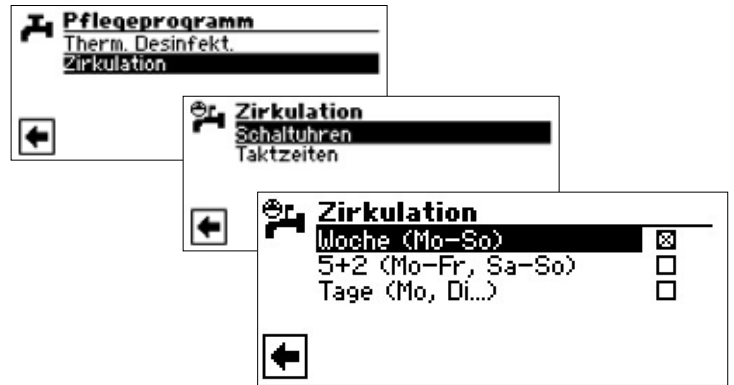 Pflegeprogramm
Therm. Desinfekt.
Zirkulation
Zirkulation
Schaltuhren
Taktzeiten
Zirkulation
Woche (Mo-So)
5+2 (Mo-Fr, Sa-So)
Tage (Mo, Di...)